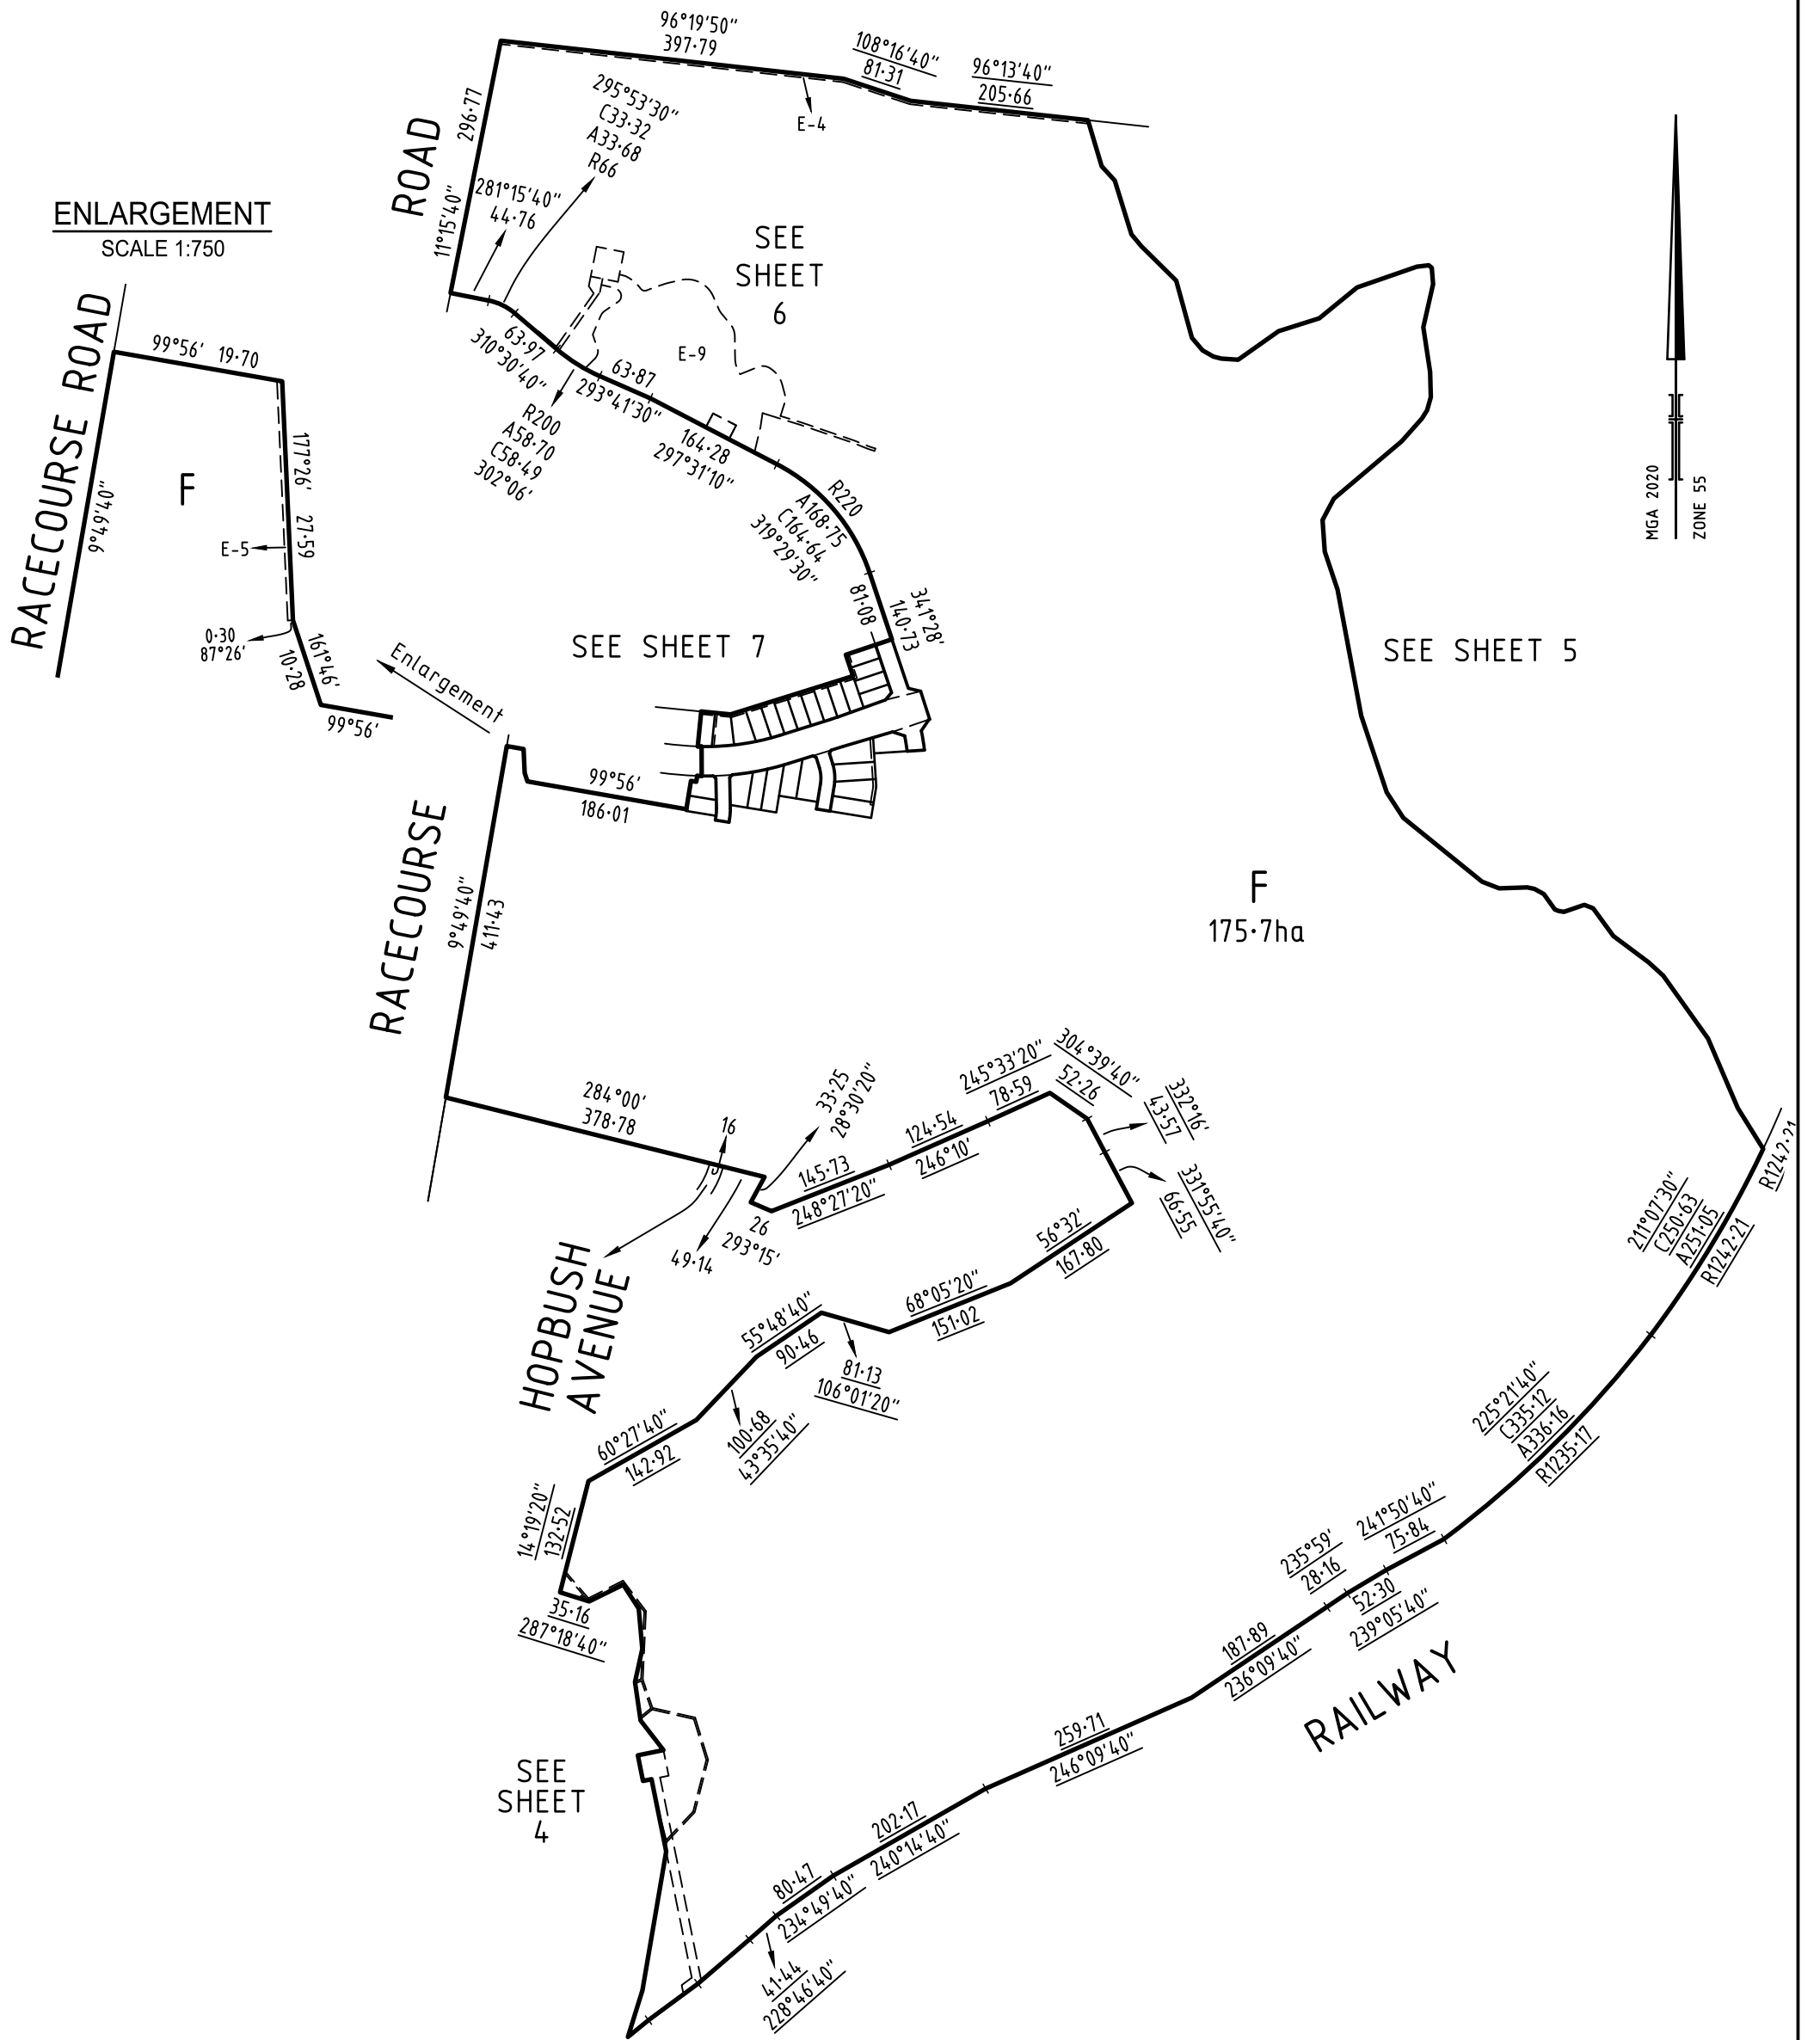 96°19'50"
397·79
108°16'40"
81·31
96°13'40"
205·66
E-4
296·77
11°15'40"
ROAD
295°53'30"
C33·32
A33·68
R66
281°15'40"
44·76
ENLARGEMENT
SCALE 1:750
RACECOURSE ROAD
99°56' 19·70
F
9°49'40"
177°26' 27·59
E-5
0·30
87°26'
161°46'
10·28
99°56'
SEE
SHEET
6
E-9
63·97
310°30'40"
63·87
293°41'30"
R200
A58·70
C58·49
302°06'
164·28
297°31'10"
R220
A168·75
C164·64
319°29'30"
81·08
341°28'
140·73
MGA 2020
ZONE 55
SEE SHEET 7
SEE SHEET 5
Enlargement
99°56'
186·01
RACECOURSE
9°49'40"
411·43
F
175·7ha
284°00'
378·78
16
33·25
28°30'20"
145·73
248°27'20"
124·54
246°10'
245°33'20"
78·59
304°39'40"
52·26
332°16'
43·57
331°55'40"
66·55
26
293°15'
49·14
HOPBUSH
AVENUE
56°32'
167·80
68°05'20"
151·02
55°48'40"
90·46
81·13
106°01'20"
100·68
43°35'40"
60°27'40"
142·92
14°19'20"
132·52
35·16
287°18'40"
R1242·21
211°07'30"
C250·63
A251·05
R1242·21
225°21'40"
C335·12
A336·16
R1235·17
241°50'40"
75·84
235°59'
28·16
52·30
239°05'40"
187·89
236°09'40"
RAILWAY
259·71
246°09'40"
SEE
SHEET
4
202·17
240°14'40"
80·47
234°49'40"
41·44
228°46'40"